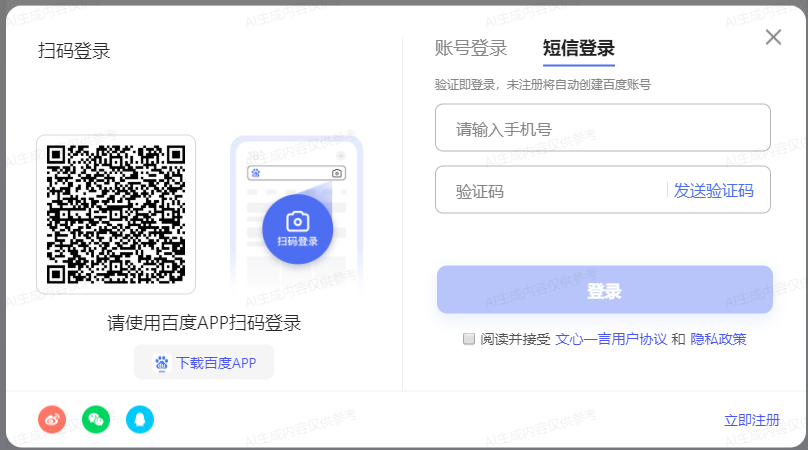 扫码登录
扫码登录
请使用百度APP扫码登录
下载百度APP
账号登录 短信登录
验证即登录，未注册将自动创建百度账号
请输入手机号
验证码 发送验证码
登录
阅读并接受 文心一言用户协议 和 隐私政策
立即注册
AI生成内容仅供参考